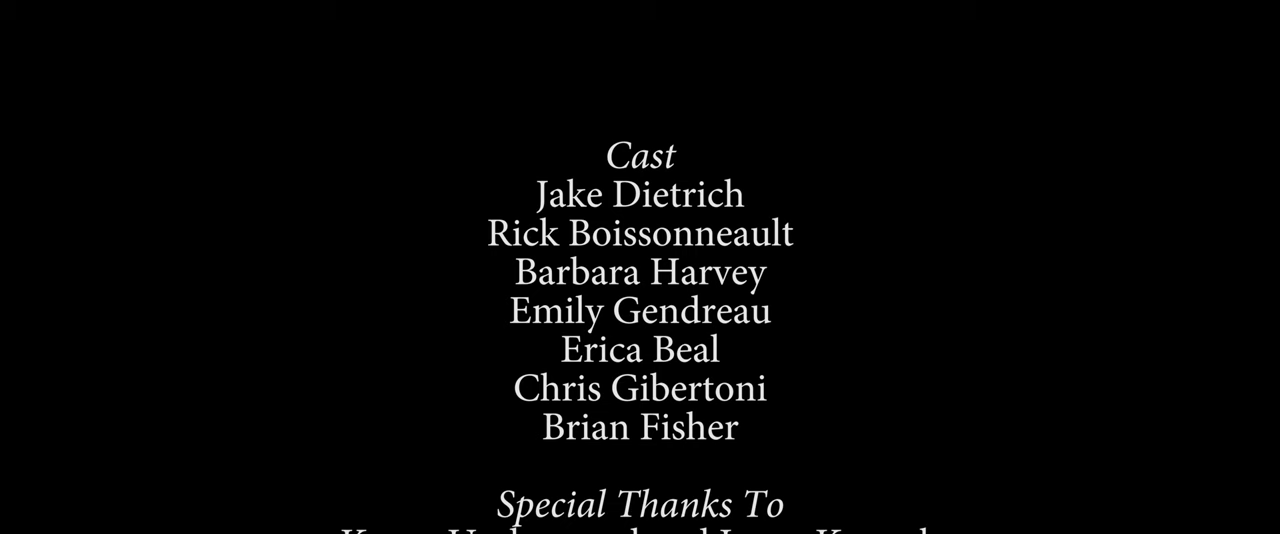 Cast
Jake Dietrich
Rick Boissonneault
Barbara Harvey
Emily Gendreau
Erica Beal
Chris Gibertoni
Brian Fisher
Special Thanks To